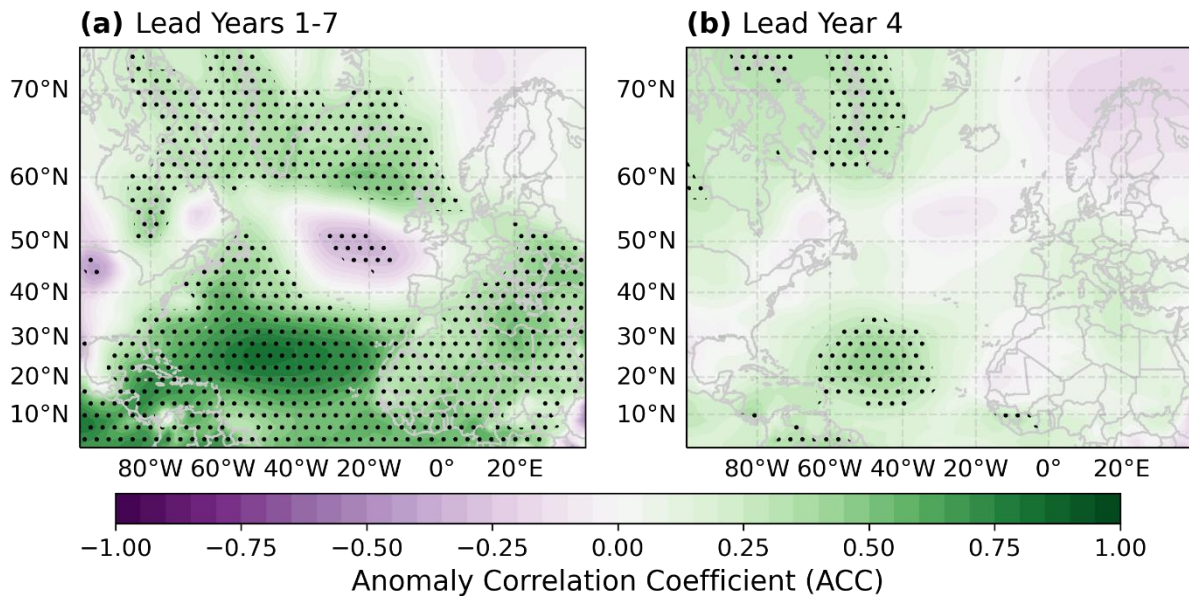 (a) Lead Years 1-7
(b) Lead Year 4
70°N
60°N
50°N
40°N
30°N
20°N
10°N
80°W 60°W 40°W 20°W 0° 20°E
70°N
60°N
50°N
40°N
30°N
20°N
10°N
80°W 60°W 40°W 20°W 0° 20°E
−1.00 −0.75 −0.50 −0.25 0.00 0.25 0.50 0.75 1.00
Anomaly Correlation Coefficient (ACC)